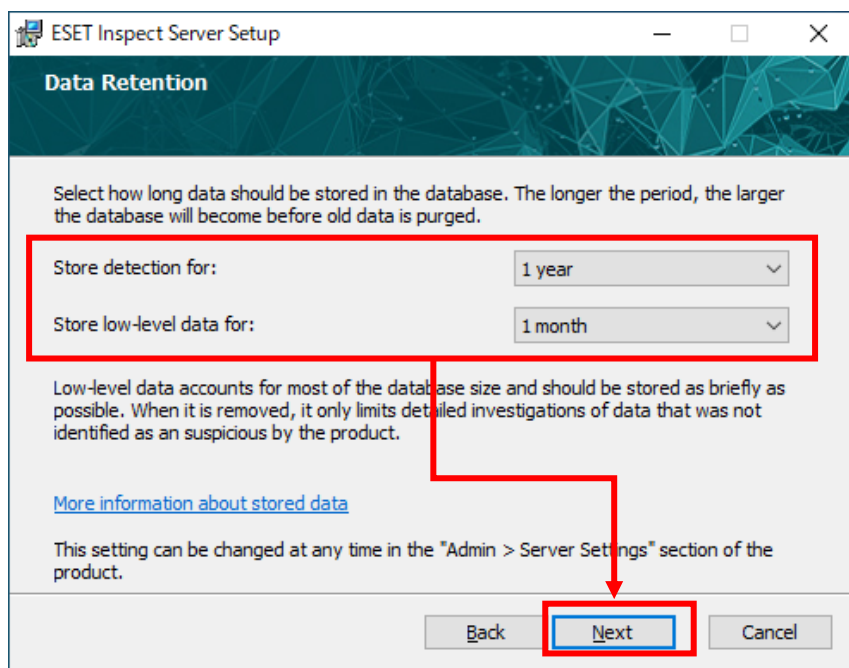 ESET Inspect Server Setup
Data Retention
Select how long data should be stored in the database. The longer the period, the larger
the database will become before old data is purged.
Store detection for:
1 year
Store low-level data for:
1 month
Low-level data accounts for most of the database size and should be stored as briefly as
possible. When it is removed, it only limits detailed investigations of data that was not
identified as an suspicious by the product.
More information about stored data
This setting can be changed at any time in the "Admin > Server Settings" section of the
product.
Back
Next
Cancel